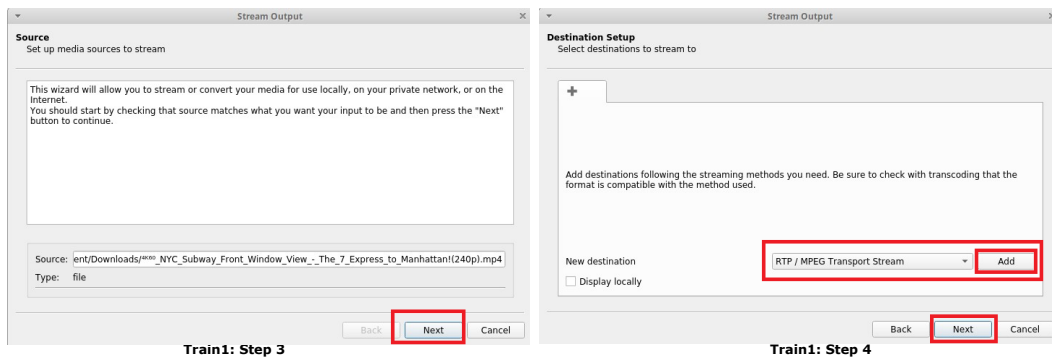 Stream Output
Source
Set up media sources to stream
This wizard will allow you to stream or convert your media for use locally, on your private network, or on the
Internet.
You should start by checking that source matches what you want your input to be and then press the "Next"
button to continue.
Source: ent/Downloads/⁴ᴷ⁶⁰_NYC_Subway_Front_Window_View_-_The_7_Express_to_Manhattan!(240p).mp4
Type: file
Back Next Cancel
Train1: Step 3
Stream Output
Destination Setup
Select destinations to stream to
Add destinations following the streaming methods you need. Be sure to check with transcoding that the
format is compatible with the method used.
New destination RTP / MPEG Transport Stream Add
Display locally
Back Next Cancel
Train1: Step 4